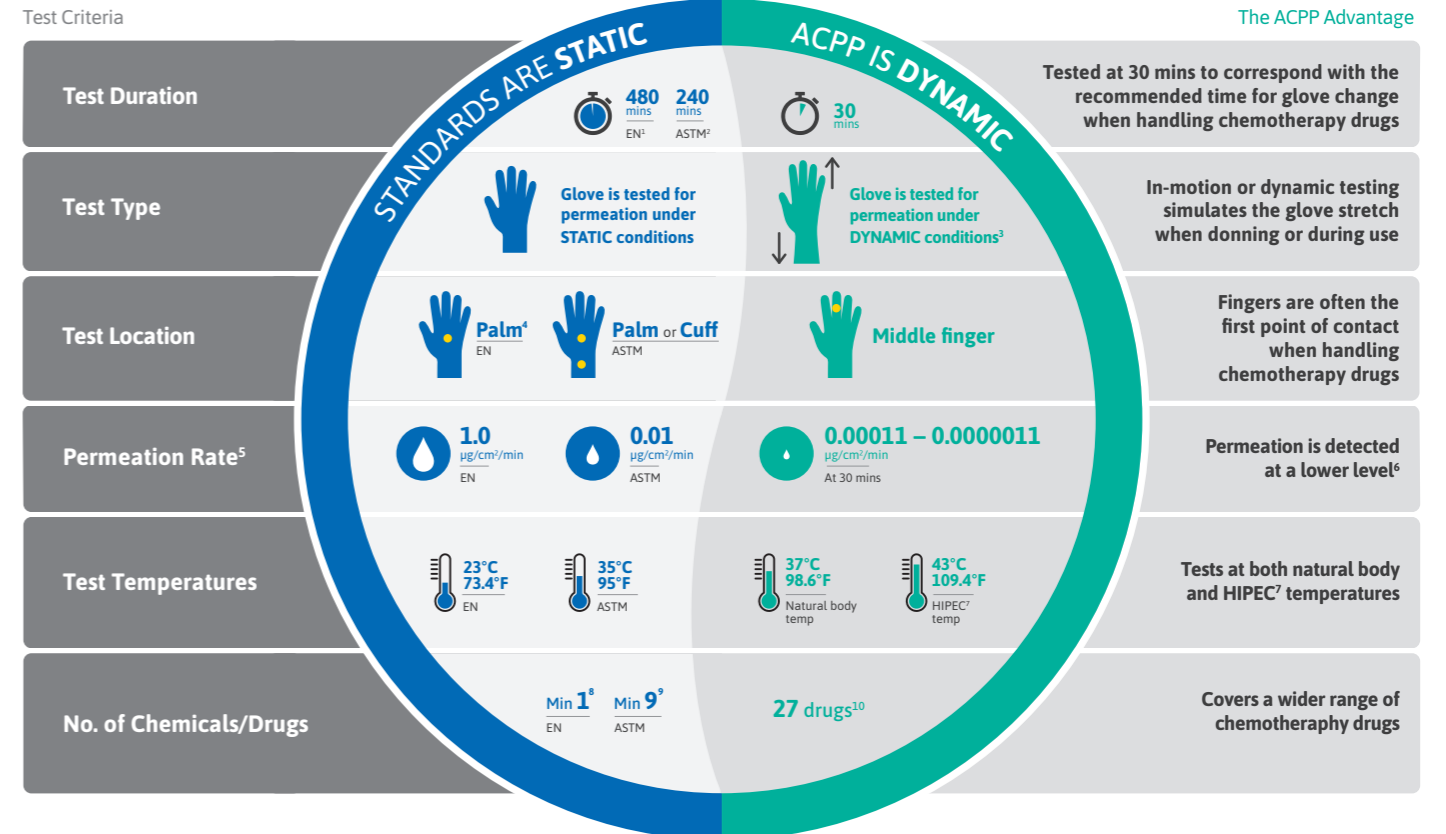 Test Criteria
The ACPP Advantage
STANDARDS ARE STATIC
ACPP IS DYNAMIC
Test Duration
480
mins
EN¹
240
mins
ASTM²
30
mins
Tested at 30 mins to correspond with the
recommended time for glove change
when handling chemotherapy drugs
Test Type
Glove is tested for
permeation under
STATIC conditions
Glove is tested for
permeation under
DYNAMIC conditions³
In-motion or dynamic testing
simulates the glove stretch
when donning or during use
Test Location
Palm⁴
EN
Palm or Cuff
ASTM
Middle finger
Fingers are often the
first point of contact
when handling
chemotherapy drugs
Permeation Rate⁵
1.0
µg/cm²/min
EN
0.01
µg/cm²/min
ASTM
0.00011 – 0.0000011
µg/cm²/min
At 30 mins
Permeation is detected
at a lower level⁶
Test Temperatures
23°C
73.4°F
EN
35°C
95°F
ASTM
37°C
98.6°F
Natural body
temp
43°C
109.4°F
HIPEC⁷
temp
Tests at both natural body
and HIPEC⁷ temperatures
No. of Chemicals/Drugs
Min 1⁸
EN
Min 9⁹
ASTM
27 drugs¹⁰
Covers a wider range of
chemotheraphy drugs